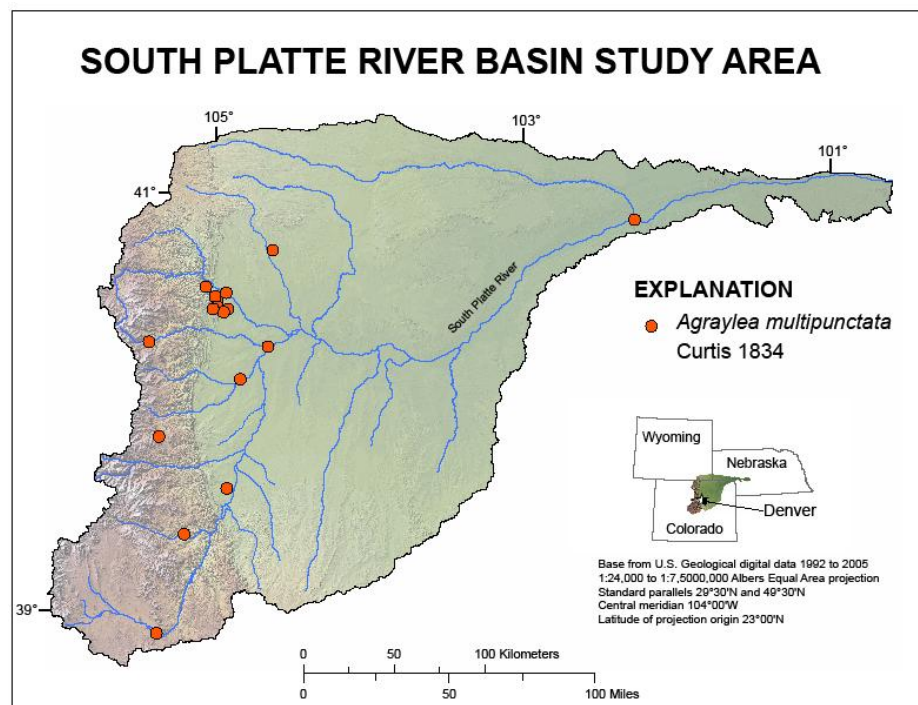 SOUTH PLATTE RIVER BASIN STUDY AREA
105°
103°
101°
41°
South Platte River
EXPLANATION
Agraylea multipunctata
Curtis 1834
Wyoming
Nebraska
Denver
Colorado
Base from U.S. Geological digital data 1992 to 2005
1:24,000 to 1:7,5000,000 Albers Equal Area projection
Standard parallels 29°30'N and 49°30'N
Central meridian 104°00'W
Latitude of projection origin 23°00'N
39°
0 50 100 Kilometers
0 50 100 Miles